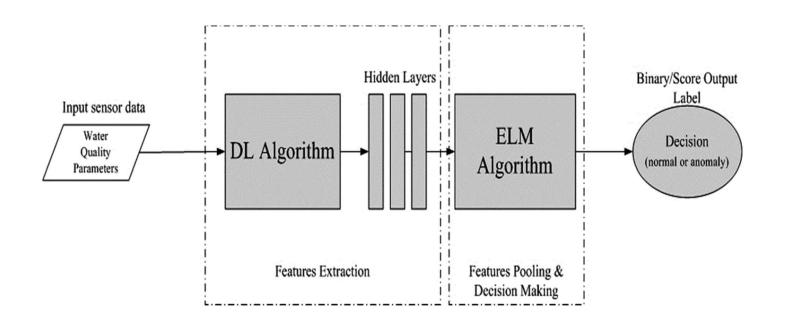 Input sensor data
Water
Quality
Parameters
DL Algorithm
Hidden Layers
Features Extraction
ELM
Algorithm
Features Pooling &
Decision Making
Binary/Score Output
Label
Decision
(normal or anomaly)